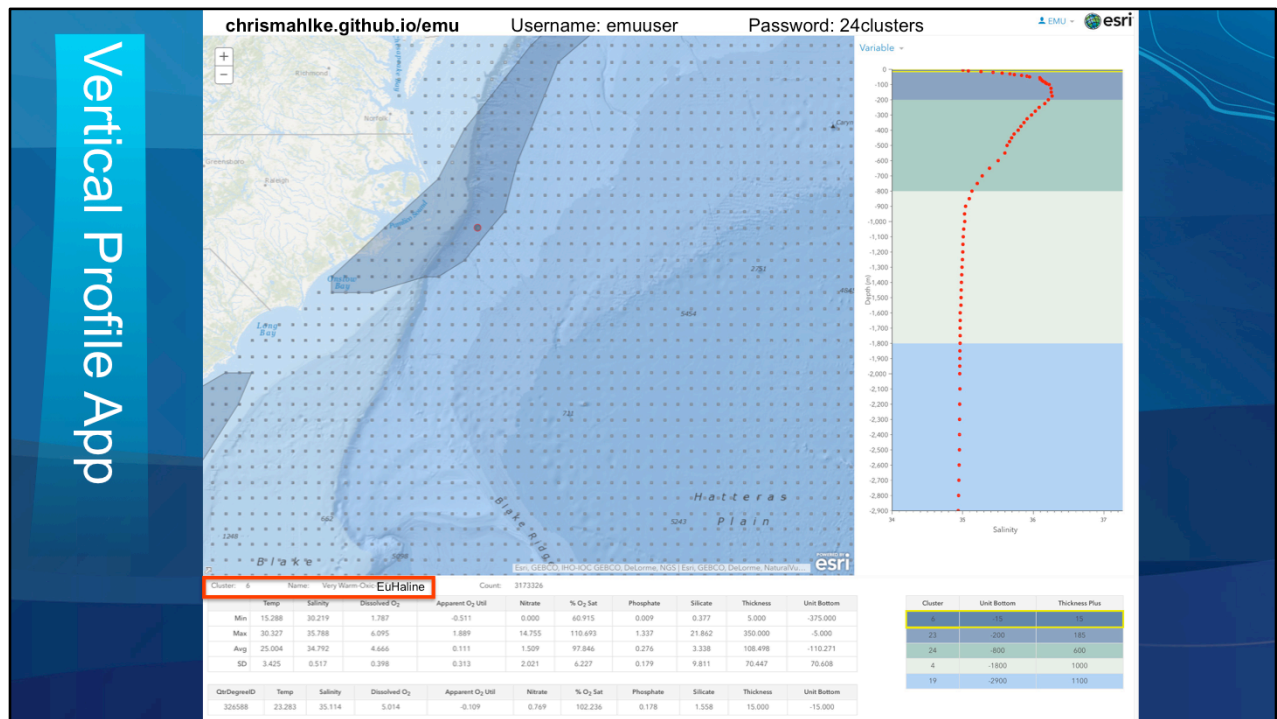 Vertical Profile App
chrismahlke.github.io/emu Username: emuuser Password: 24clusters
EMU
esri
Variable
+
−
Richmond
Norfolk
Greensboro
Raleigh
Onslow
Bay
Long
Bay
Caryn
2751
4841
5454
721
Hatteras
Plain
662
5243
1248
5098
Blake Ridge
Blake
POWERED BY
esri
Esri, GEBCO, IHO-IOC GEBCO, DeLorme, NGS | Esri, GEBCO, DeLorme, NaturalVu...
0
-100
-200
-300
-400
-500
-600
-700
-800
-900
-1,000
-1,100
-1,200
-1,300
-1,400
-1,500
-1,600
-1,700
-1,800
-1,900
-2,000
-2,100
-2,200
-2,300
-2,400
-2,500
-2,600
-2,700
-2,800
-2,900
Depth (m)
34 35 36 37
Salinity
Cluster: 6 Name: Very Warm-Oxic-EuHaline Count: 3173326
Temp Salinity Dissolved O2 Apparent O2 Util Nitrate % O2 Sat Phosphate Silicate Thickness Unit Bottom
Min 15.288 30.219 1.787 -0.511 0.000 60.915 0.009 0.377 5.000 -375.000
Max 30.327 35.788 6.095 1.889 14.755 110.693 1.337 21.862 350.000 -5.000
Avg 25.004 34.792 4.666 0.111 1.509 97.846 0.276 3.338 108.498 -110.271
SD 3.425 0.517 0.398 0.313 2.021 6.227 0.179 9.811 70.447 70.608
QtrDegreeID Temp Salinity Dissolved O2 Apparent O2 Util Nitrate % O2 Sat Phosphate Silicate Thickness Unit Bottom
326588 23.283 35.114 5.014 -0.109 0.769 102.236 0.178 1.558 15.000 -15.000
Cluster Unit Bottom Thickness Plus
6 -15 15
23 -200 185
24 -800 600
4 -1800 1000
19 -2900 1100